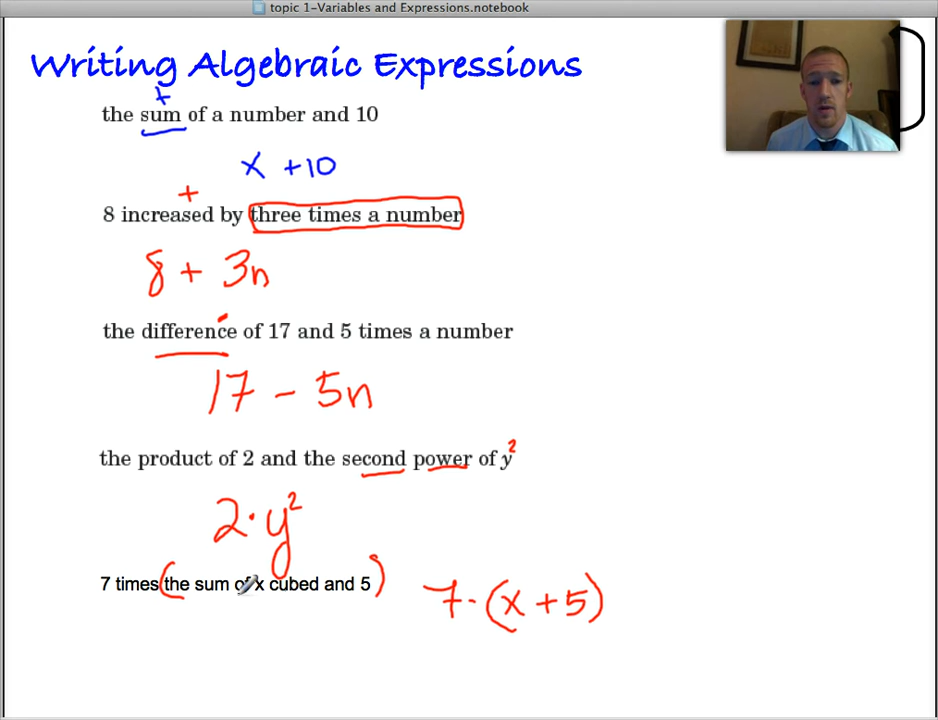 topic 1-Variables and Expressions.notebook
Writing Algebraic Expressions
+
the sum of a number and 10
x + 10
+
8 increased by three times a number
8 + 3n
the difference of 17 and 5 times a number
17 - 5n
the product of 2 and the second power of y²
2 · y²
7 times (the sum of x cubed and 5)
7 · (x + 5)